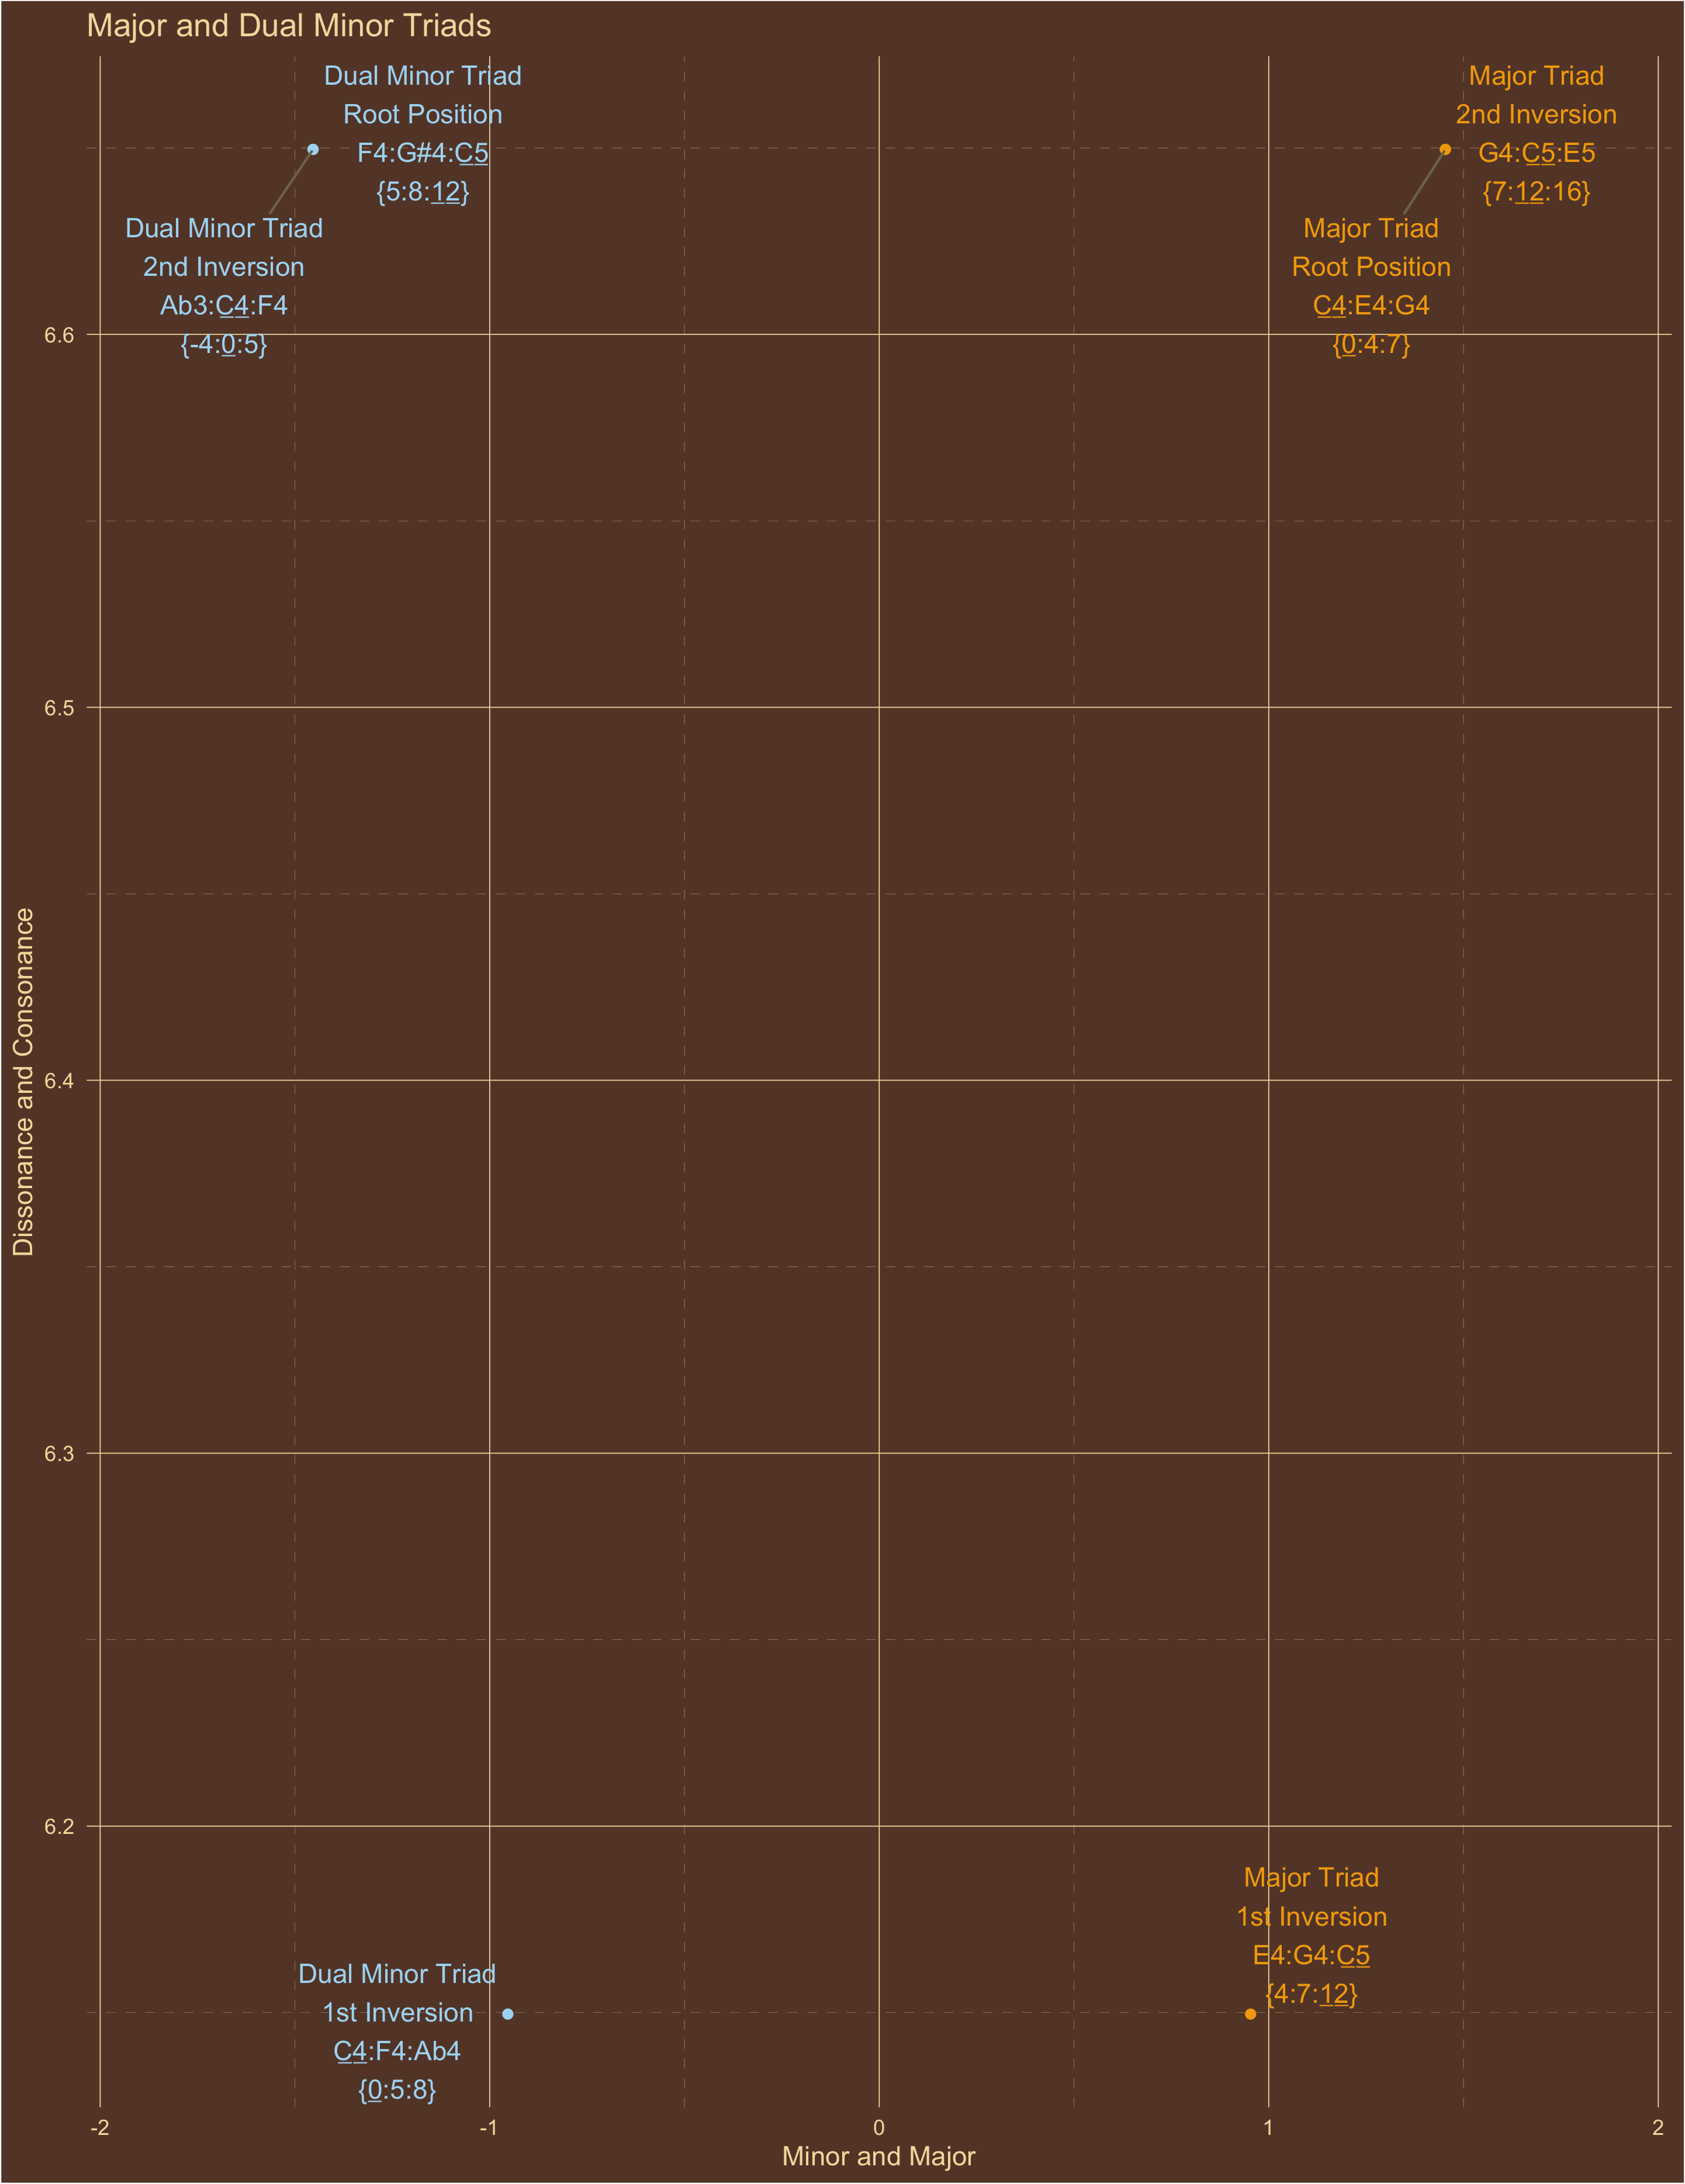 Major and Dual Minor Triads
Dual Minor Triad
Root Position
F4:G#4:C5
{5:8:12}
Major Triad
2nd Inversion
G4:C5:E5
{7:12:16}
Dual Minor Triad
2nd Inversion
Ab3:C4:F4
{-4:0:5}
Major Triad
Root Position
C4:E4:G4
{0:4:7}
6.6
6.5
6.4
6.3
6.2
Dissonance and Consonance
Major Triad
1st Inversion
E4:G4:C5
{4:7:12}
Dual Minor Triad
1st Inversion
C4:F4:Ab4
{0:5:8}
-2
-1
0
1
2
Minor and Major